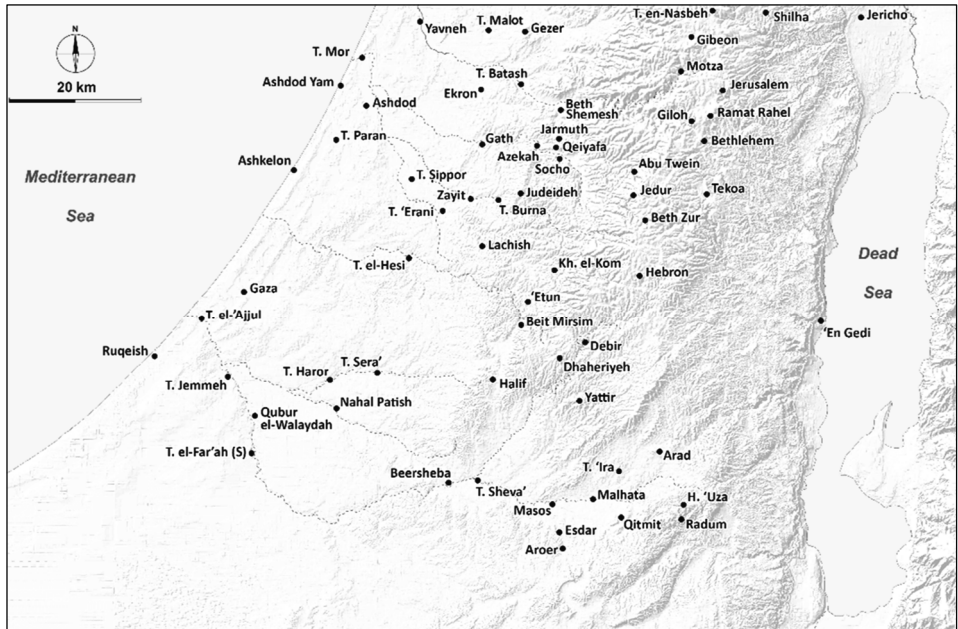 N
20 km
Mediterranean
Sea
Dead
Sea
Yavneh
T. Malot
Gezer
T. en-Nasbeh
Shilha
Jericho
Gibeon
T. Mor
Motza
T. Batash
Ashdod Yam
Ekron
Jerusalem
Ashdod
Beth
Shemesh
Giloh
Ramat Rahel
Jarmuth
T. Paran
Gath
Qeiyafa
Bethlehem
Azekah
Socho
Ashkelon
Abu Twein
T. Șippor
Judeideh
Jedur
Tekoa
Zayit
T. Burna
T. ‘Erani
Beth Zur
Lachish
T. el-Hesi
Kh. el-Kom
Hebron
Gaza
‘Etun
T. el-‘Ajjul
Beit Mirsim
‘En Gedi
Debir
Ruqeish
T. Sera’
Dhaheriyeh
T. Haror
T. Jemmeh
Halif
Nahal Patish
Yattir
Qubur
el-Walaydah
T. el-Far’ah (S)
Arad
T. ‘Ira
Beersheba
T. Sheva’
Malhata
H. ‘Uza
Masos
Qitmit
Radum
Esdar
Aroer